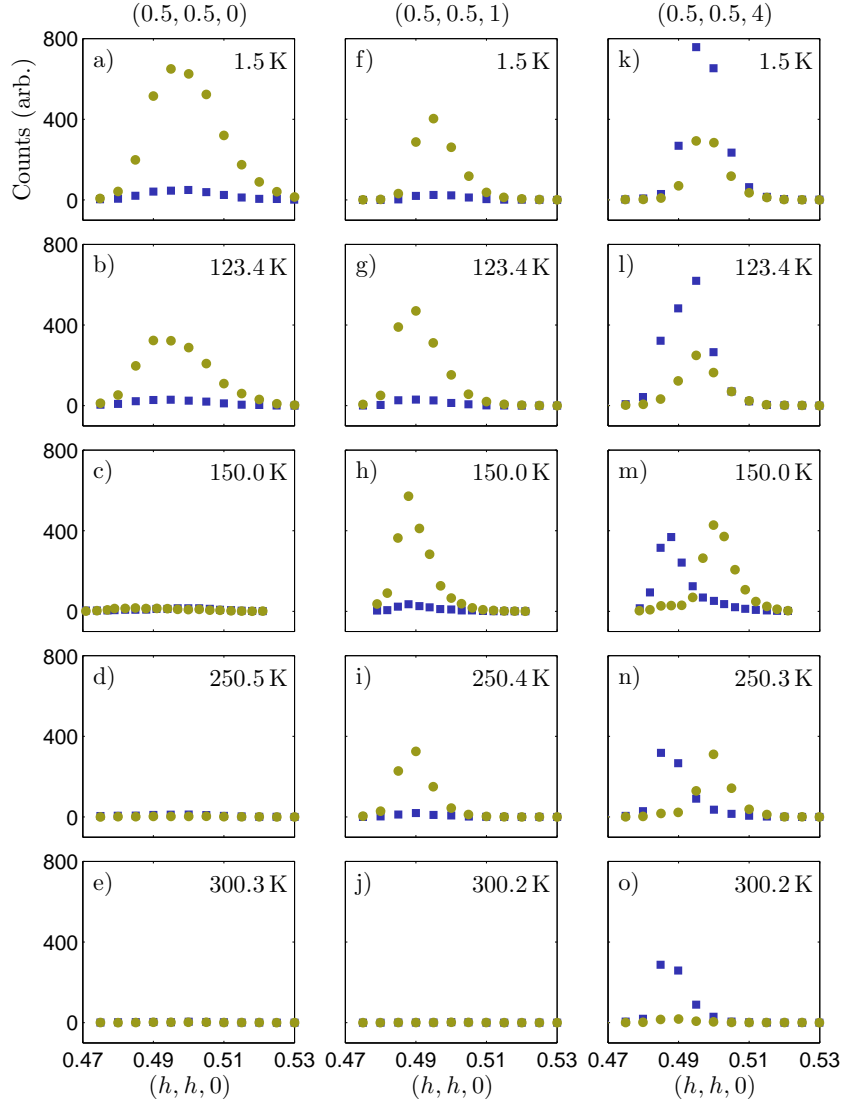 (0.5, 0.5, 0) (0.5, 0.5, 1) (0.5, 0.5, 4)
Counts (arb.)
800
400
0
a) 1.5 K
f) 1.5 K
k) 1.5 K
800
400
0
b) 123.4 K
g) 123.4 K
l) 123.4 K
800
400
0
c) 150.0 K
h) 150.0 K
m) 150.0 K
800
400
0
d) 250.5 K
i) 250.4 K
n) 250.3 K
800
400
0
e) 300.3 K
j) 300.2 K
o) 300.2 K
0.47 0.49 0.51 0.53 0.49 0.51 0.47 0.49 0.51 0.53
(h, h, 0) (h, h, 0) (h, h, 0)